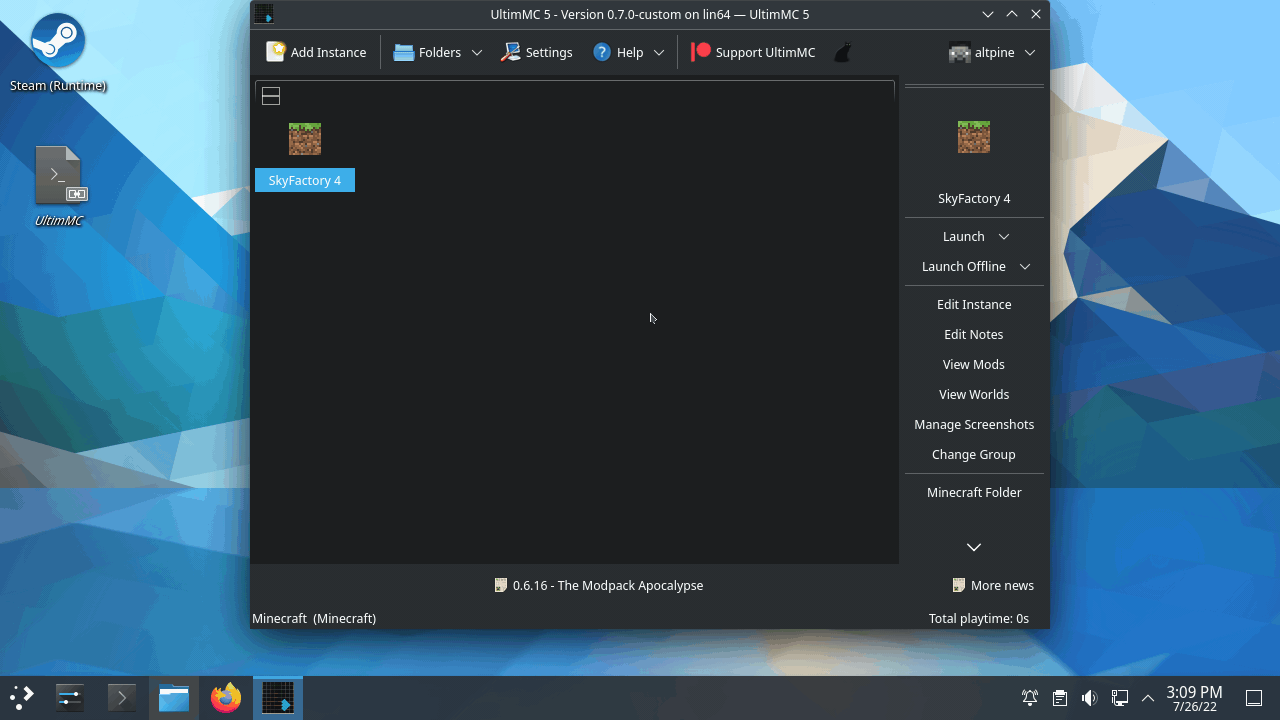 UltimMC 5 - Version 0.7.0-custom on lin64 — UltimMC 5
Steam (Runtime)
UltimMC
Add Instance
Folders
Settings
Help
Support UltimMC
altpine
SkyFactory 4
SkyFactory 4
Launch
Launch Offline
Edit Instance
Edit Notes
View Mods
View Worlds
Manage Screenshots
Change Group
Minecraft Folder
0.6.16 - The Modpack Apocalypse
More news
Minecraft (Minecraft)
Total playtime: 0s
3:09 PM
7/26/22